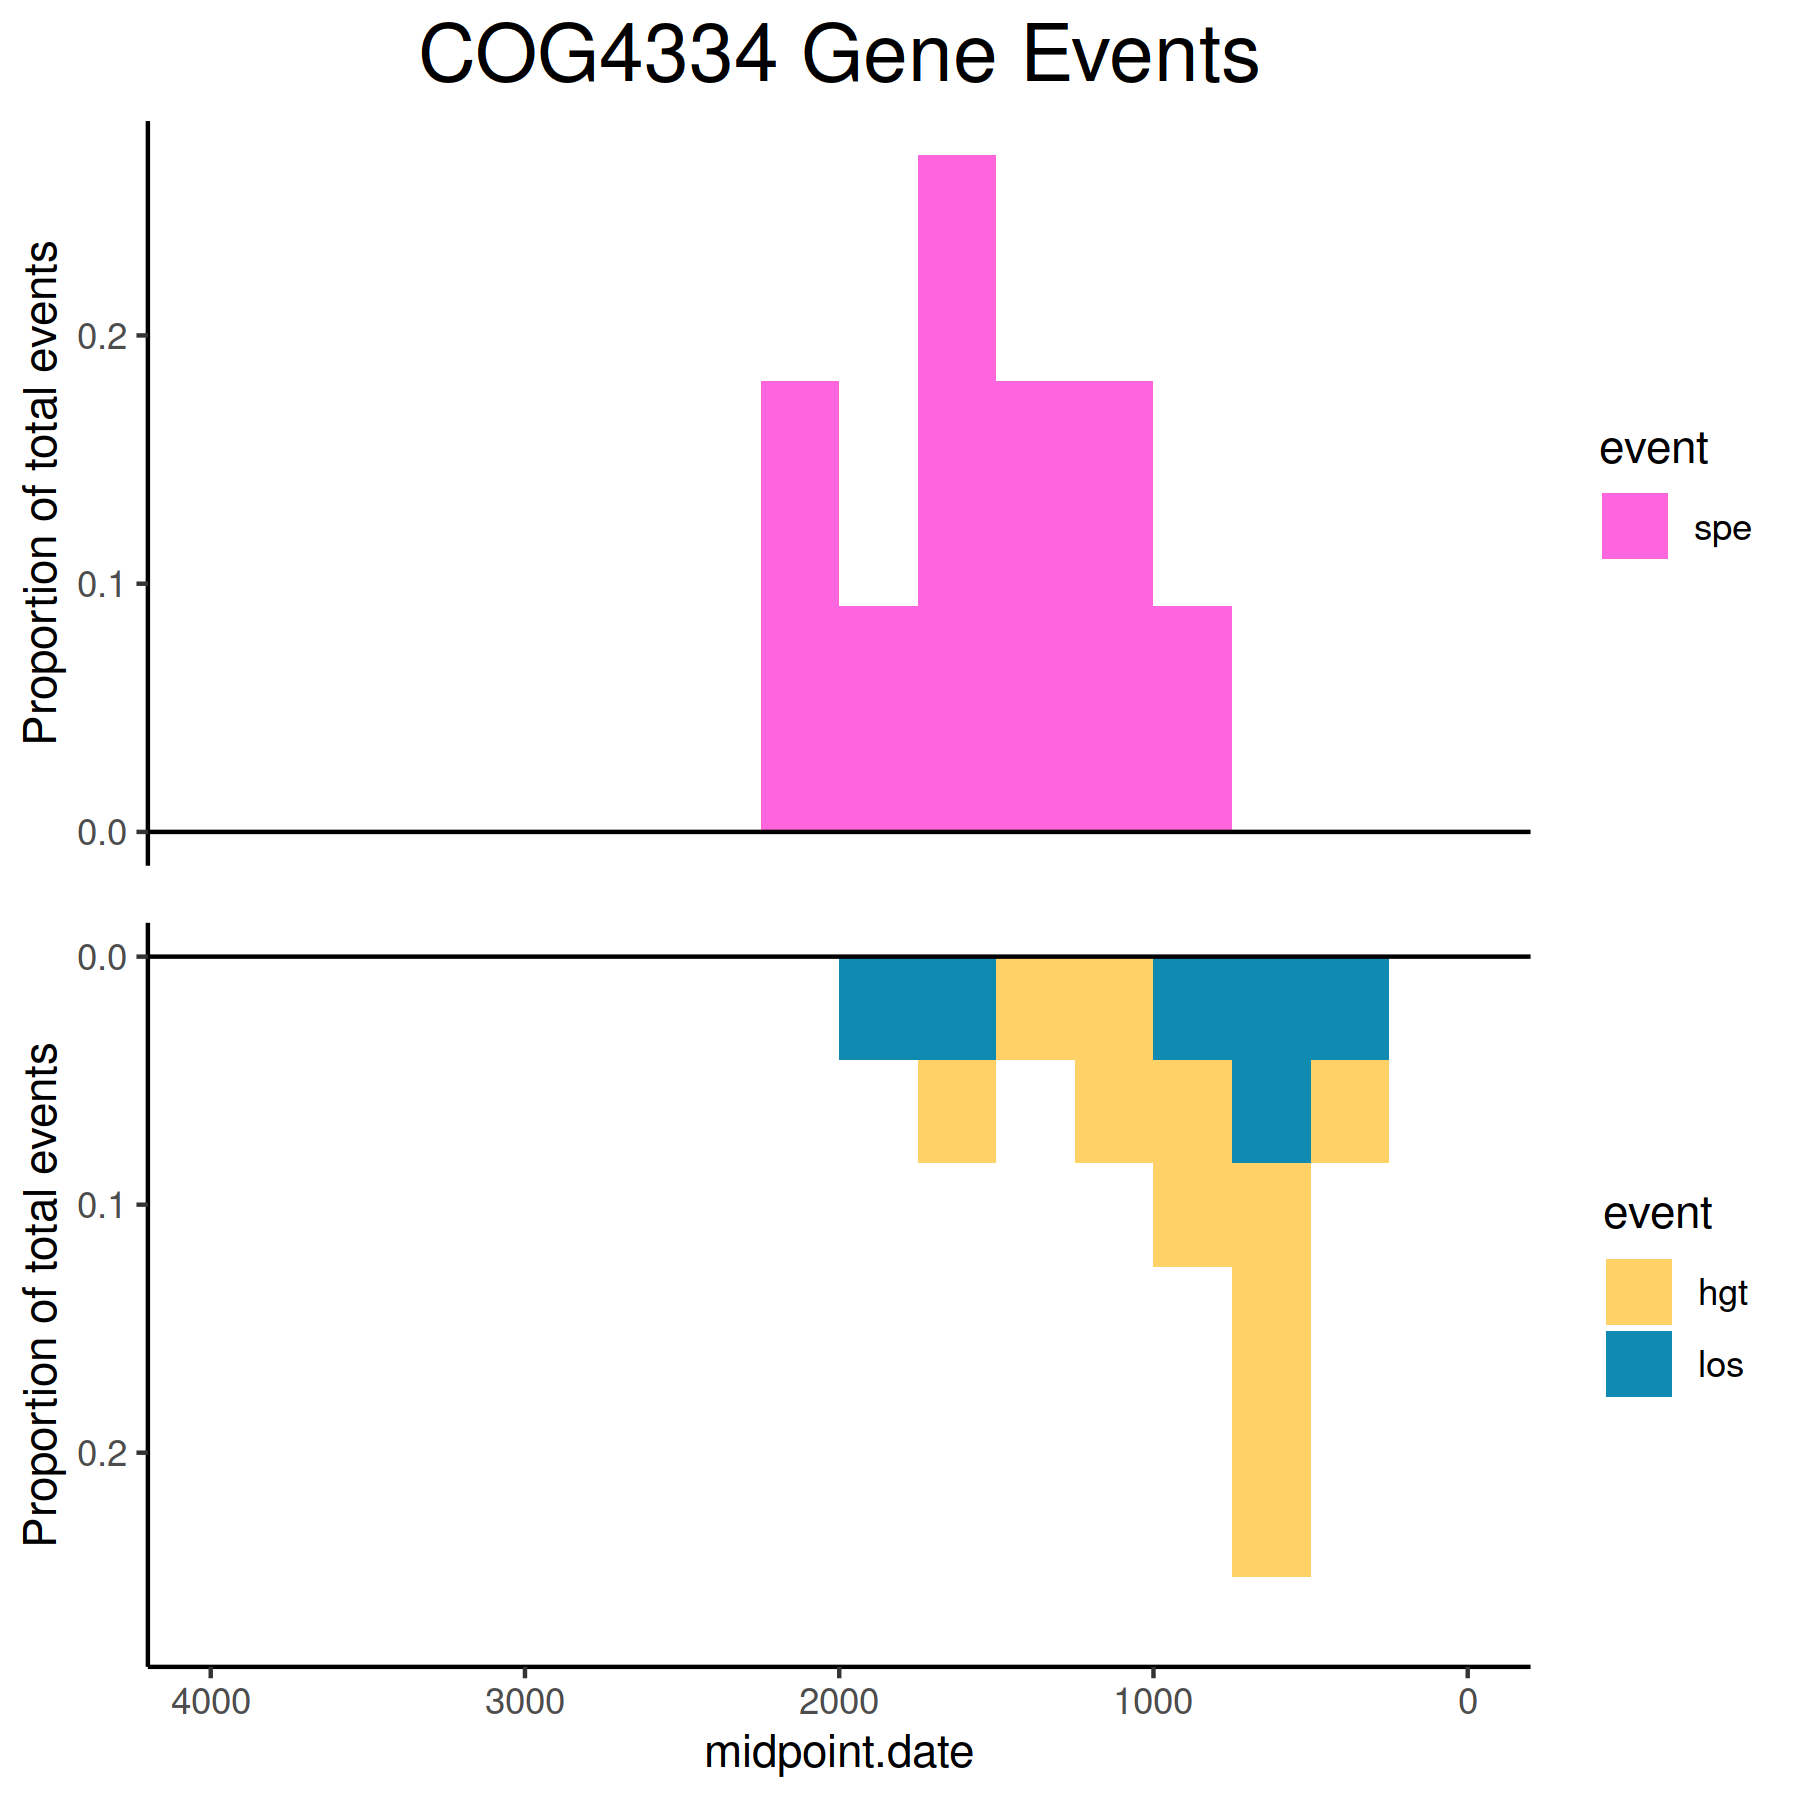 COG4334 Gene Events
Proportion of total events
0.2
0.1
0.0
event
spe
Proportion of total events
0.0
0.1
0.2
event
hgt
los
4000 3000 2000 1000 0
midpoint.date